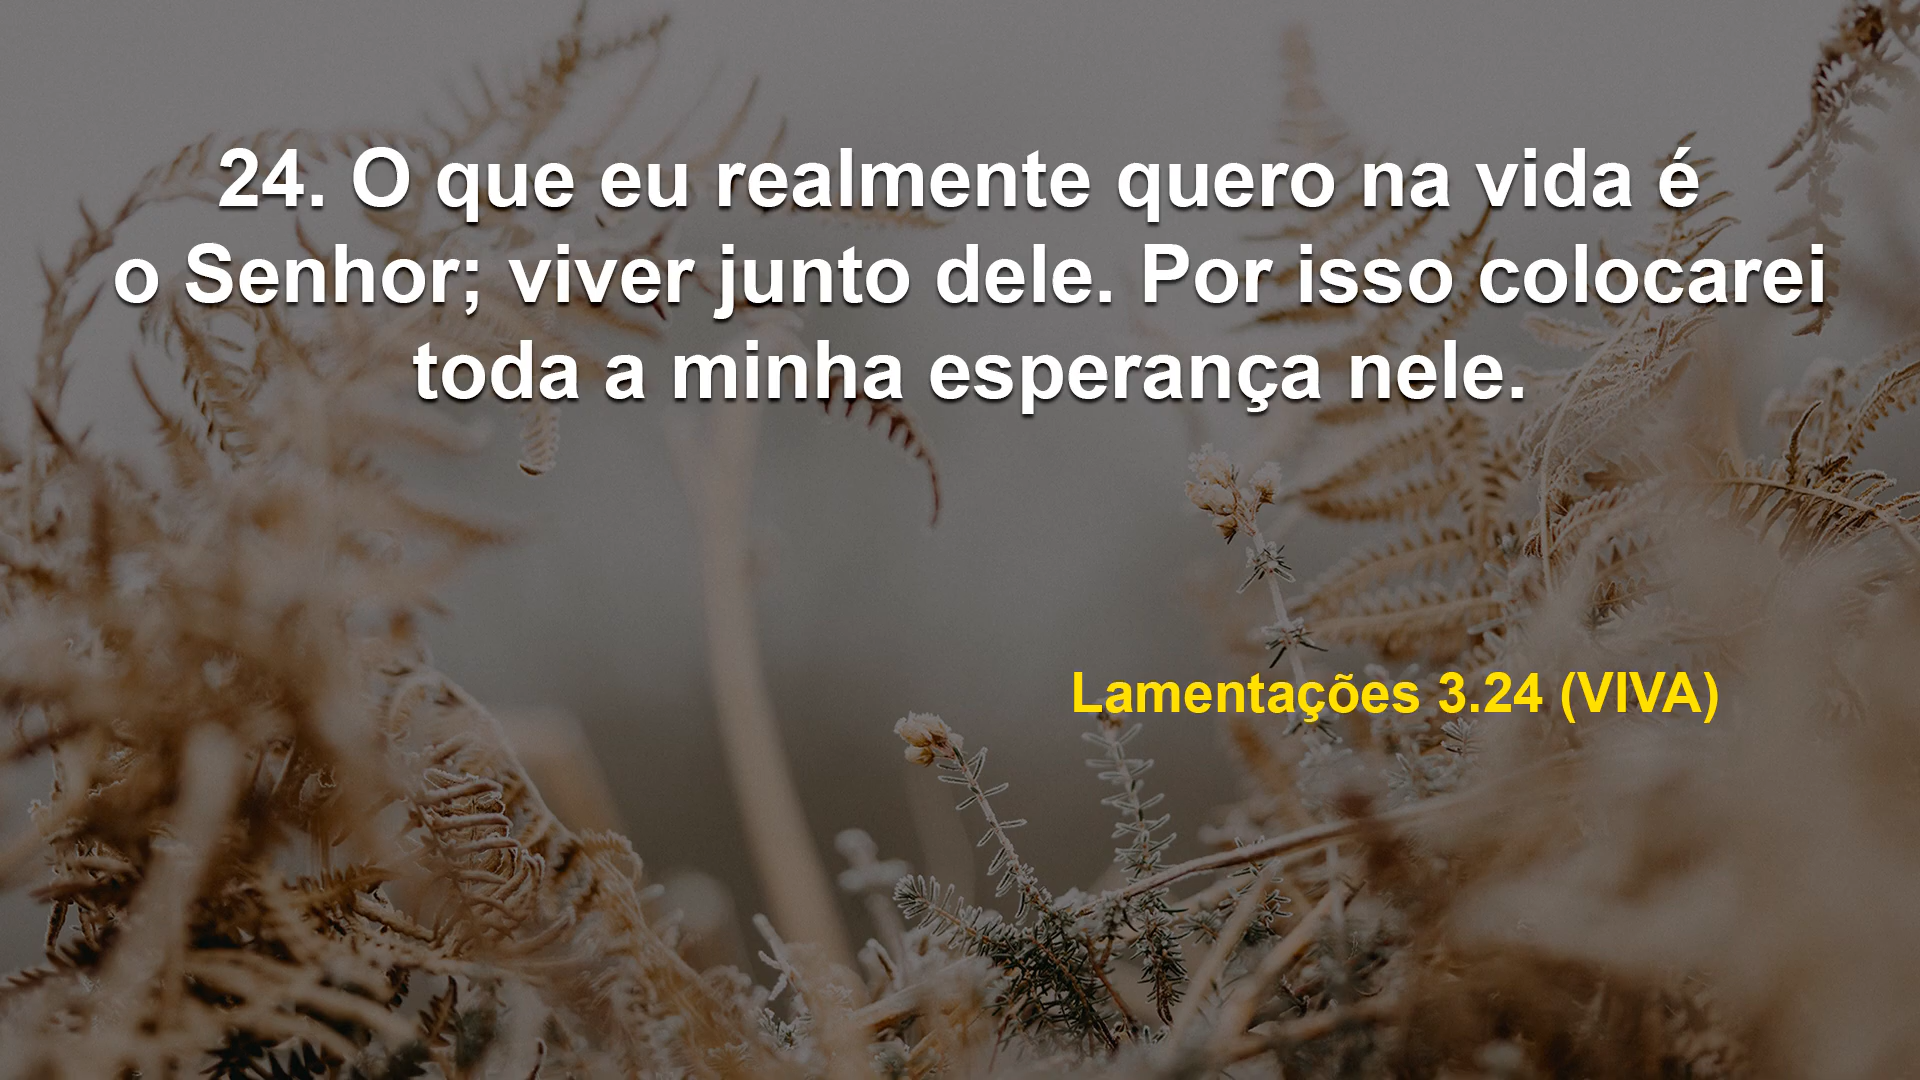 24. O que eu realmente quero na vida é
o Senhor; viver junto dele. Por isso colocarei
toda a minha esperança nele.
Lamentações 3.24 (VIVA)